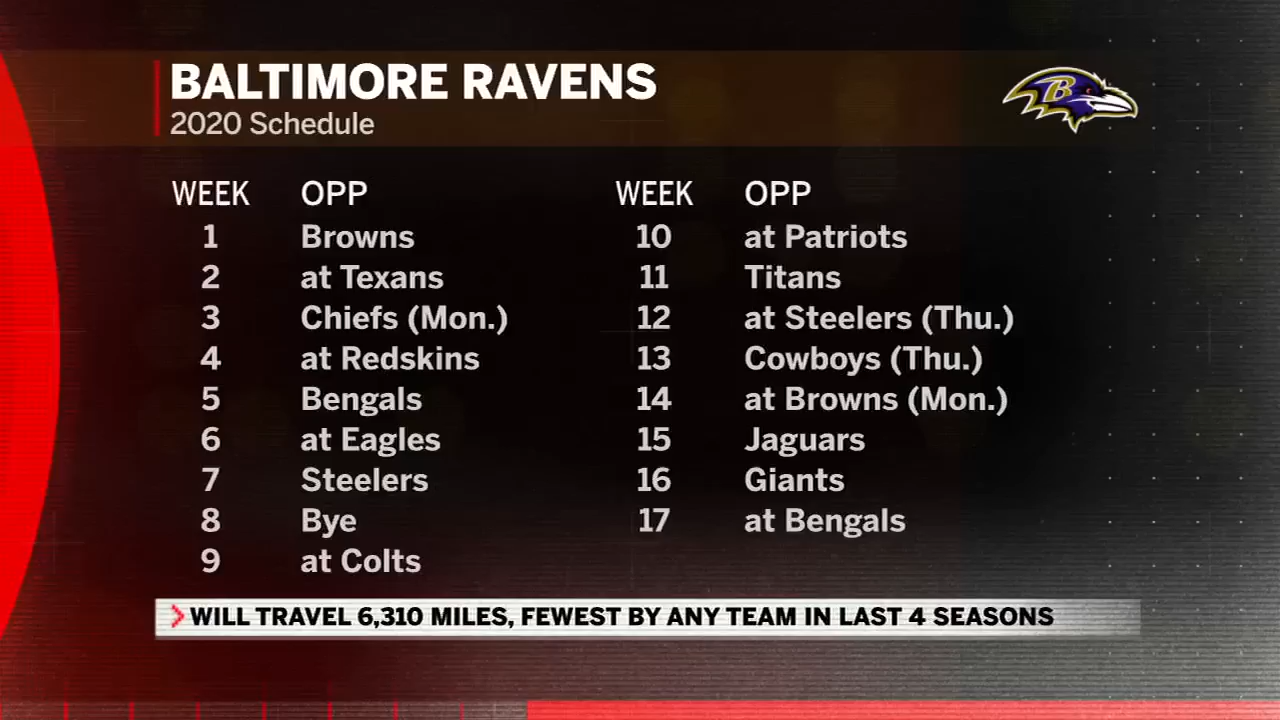 BALTIMORE RAVENS
2020 Schedule
WEEK OPP
1 Browns
2 at Texans
3 Chiefs (Mon.)
4 at Redskins
5 Bengals
6 at Eagles
7 Steelers
8 Bye
9 at Colts
WEEK OPP
10 at Patriots
11 Titans
12 at Steelers (Thu.)
13 Cowboys (Thu.)
14 at Browns (Mon.)
15 Jaguars
16 Giants
17 at Bengals
WILL TRAVEL 6,310 MILES, FEWEST BY ANY TEAM IN LAST 4 SEASONS
B